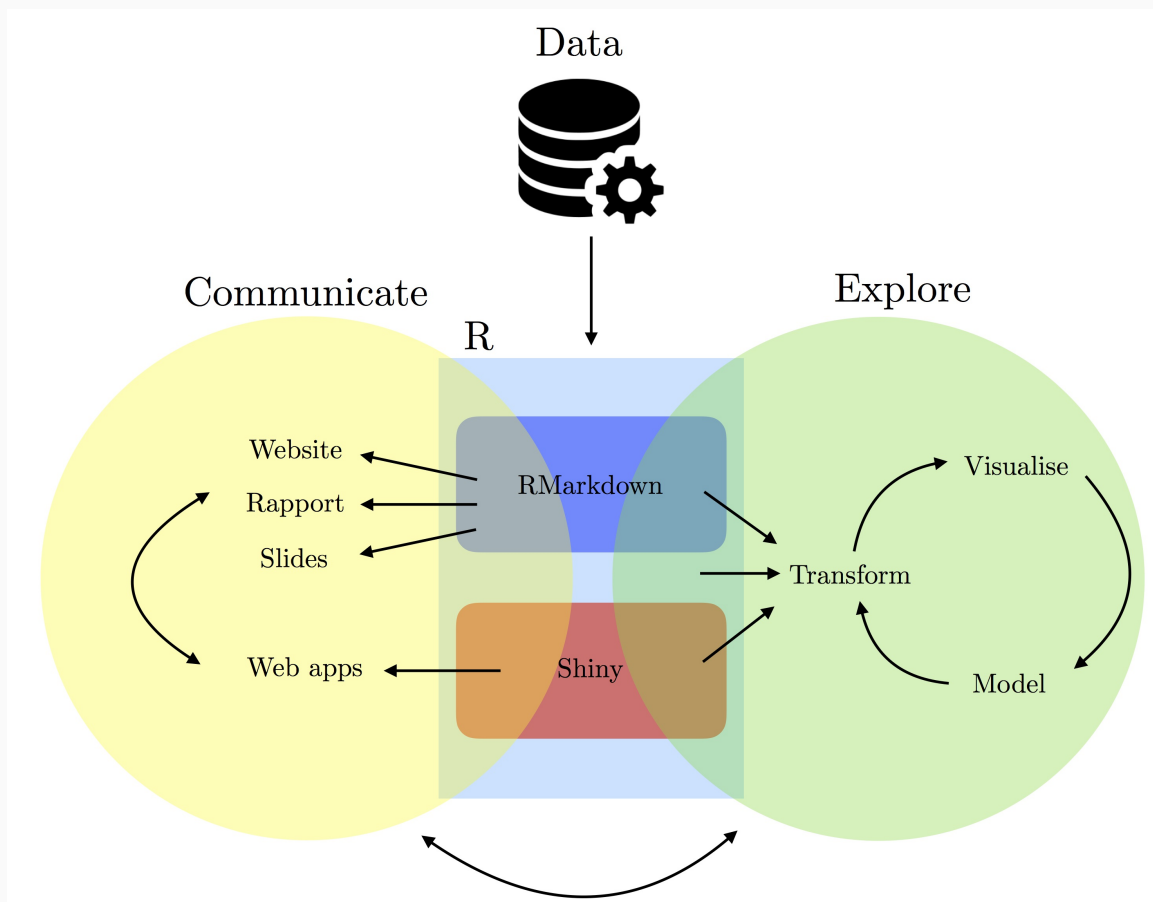 Data
Communicate
Explore
R
Website
Rapport
Slides
Web apps
RMarkdown
Shiny
Visualise
Transform
Model